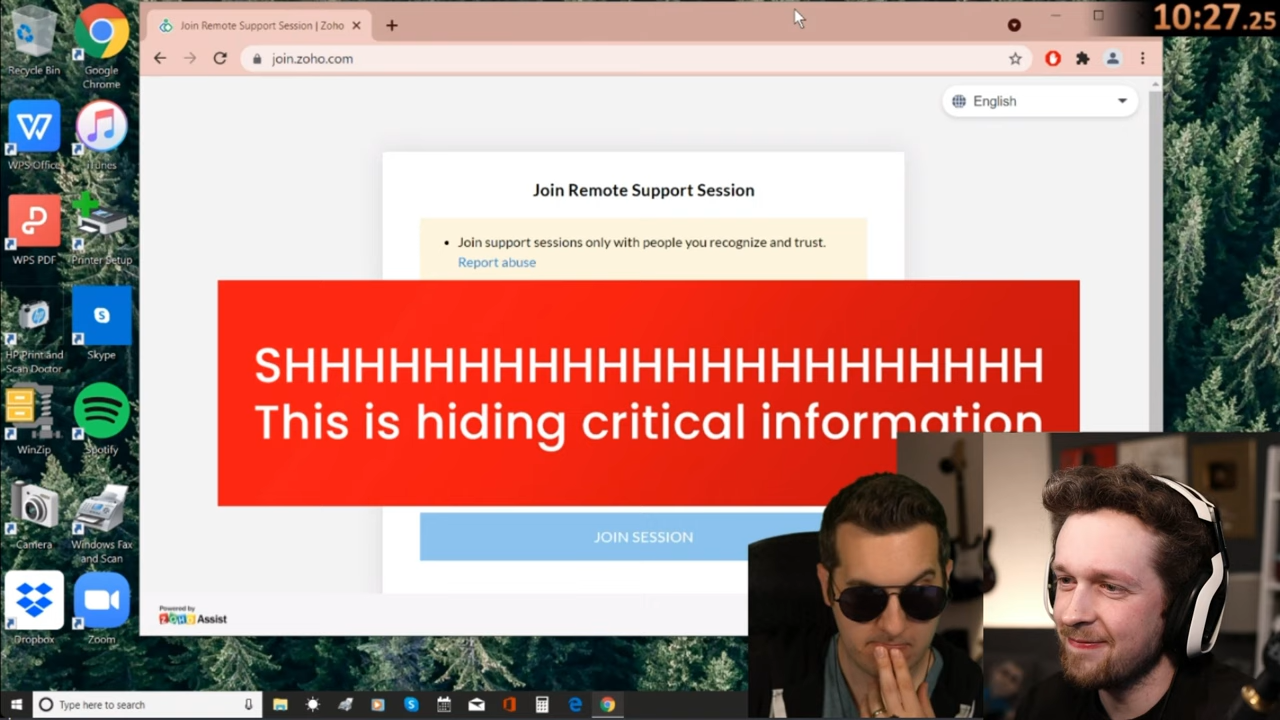 Join Remote Support Session | Zoho
10:27.25
join.zoho.com
English
Join Remote Support Session
Join support sessions only with people you recognize and trust.
Report abuse
SHHHHHHHHHHHHHHHHHHHHHH
This is hiding critical information
JOIN SESSION
Powered by
ZOHO Assist
Recycle Bin
Google
Chrome
WPS Office
iTunes
WPS PDF
Printer Setup
HP Print and
Scan Doctor
Skype
WinZip
Spotify
Camera
Windows Fax
and Scan
Dropbox
Zoom
Type here to search